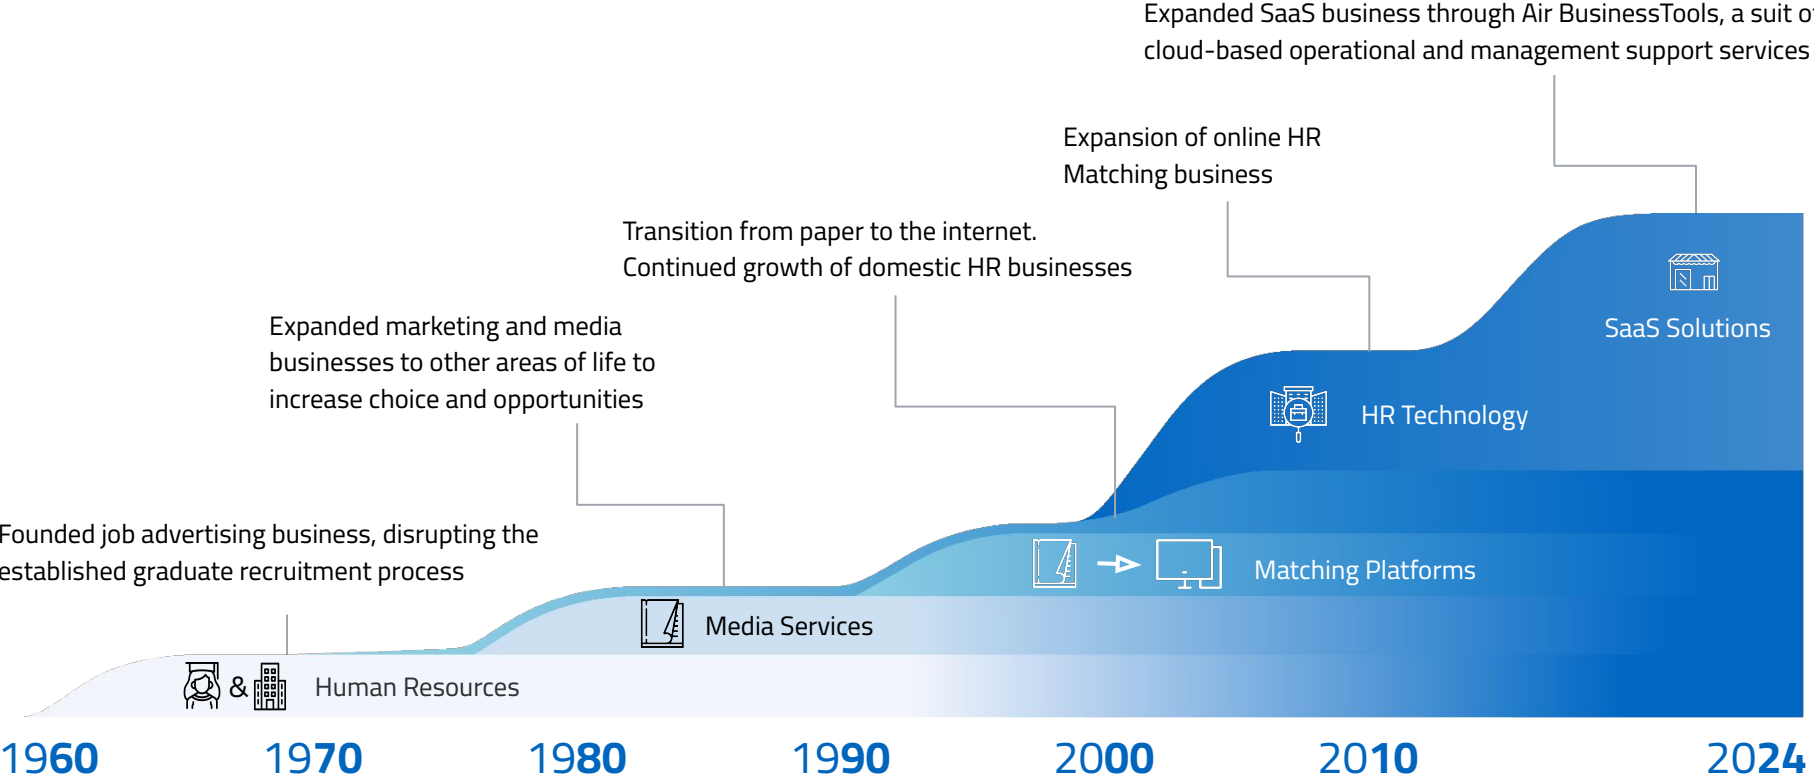 Expanded SaaS business through Air BusinessTools, a suit of
cloud-based operational and management support services
Expansion of online HR
Matching business
Transition from paper to the internet.
Continued growth of domestic HR businesses
Expanded marketing and media
businesses to other areas of life to
increase choice and opportunities
Founded job advertising business, disrupting the
established graduate recruitment process
SaaS Solutions
HR Technology
Matching Platforms
Media Services
&
Human Resources
1960 1970 1980 1990 2000 2010 2024